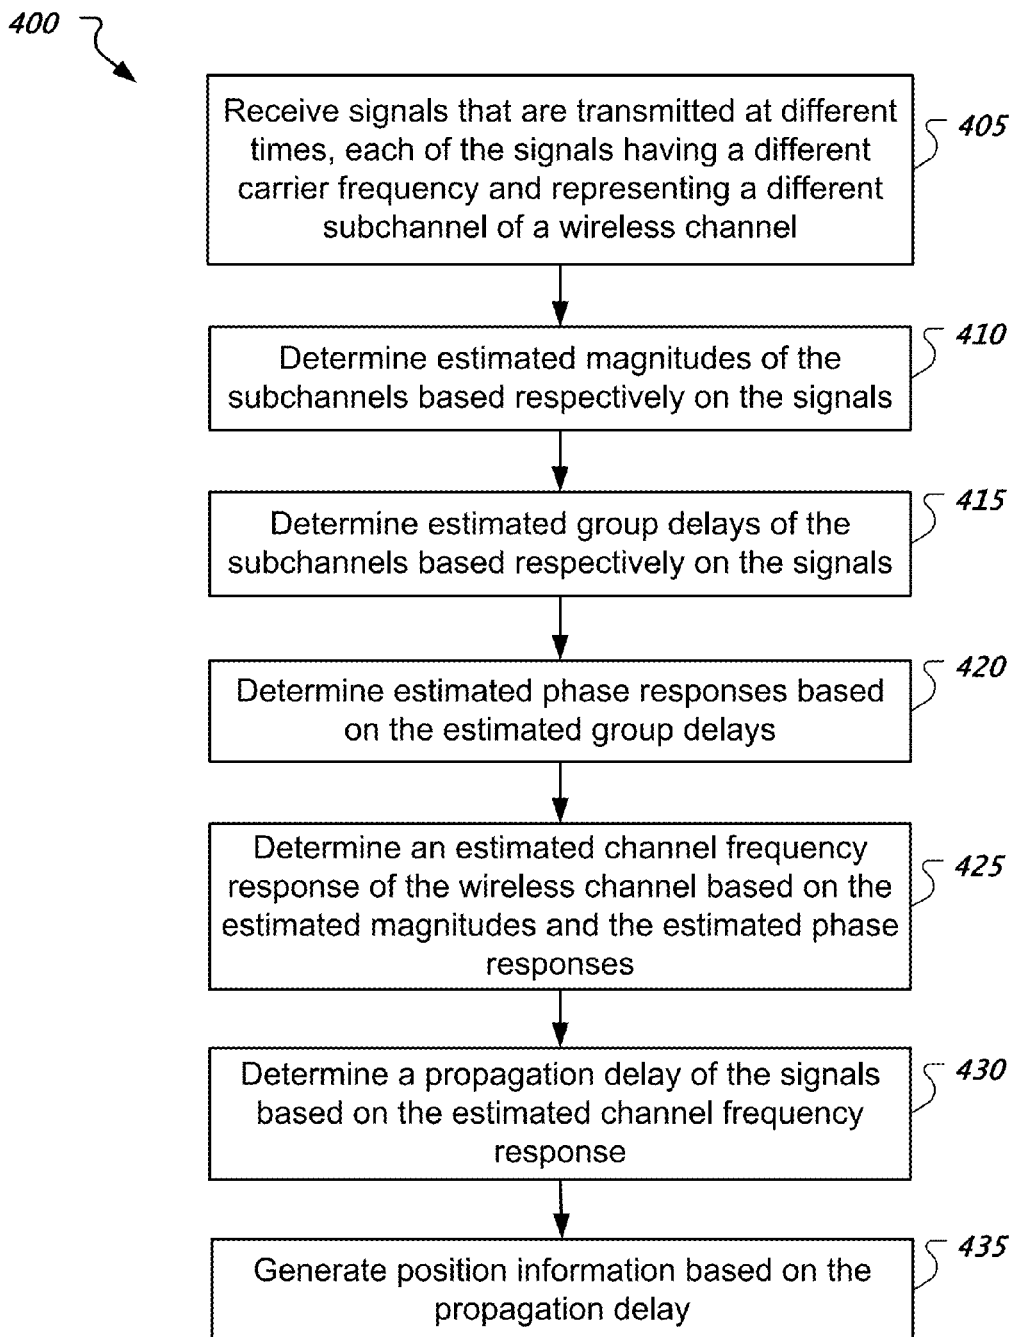 400
Receive signals that are transmitted at different
times, each of the signals having a different
carrier frequency and representing a different
subchannel of a wireless channel
405
Determine estimated magnitudes of the
subchannels based respectively on the signals
410
Determine estimated group delays of the
subchannels based respectively on the signals
415
Determine estimated phase responses based
on the estimated group delays
420
Determine an estimated channel frequency
response of the wireless channel based on the
estimated magnitudes and the estimated phase
responses
425
Determine a propagation delay of the signals
based on the estimated channel frequency
response
430
Generate position information based on the
propagation delay
435